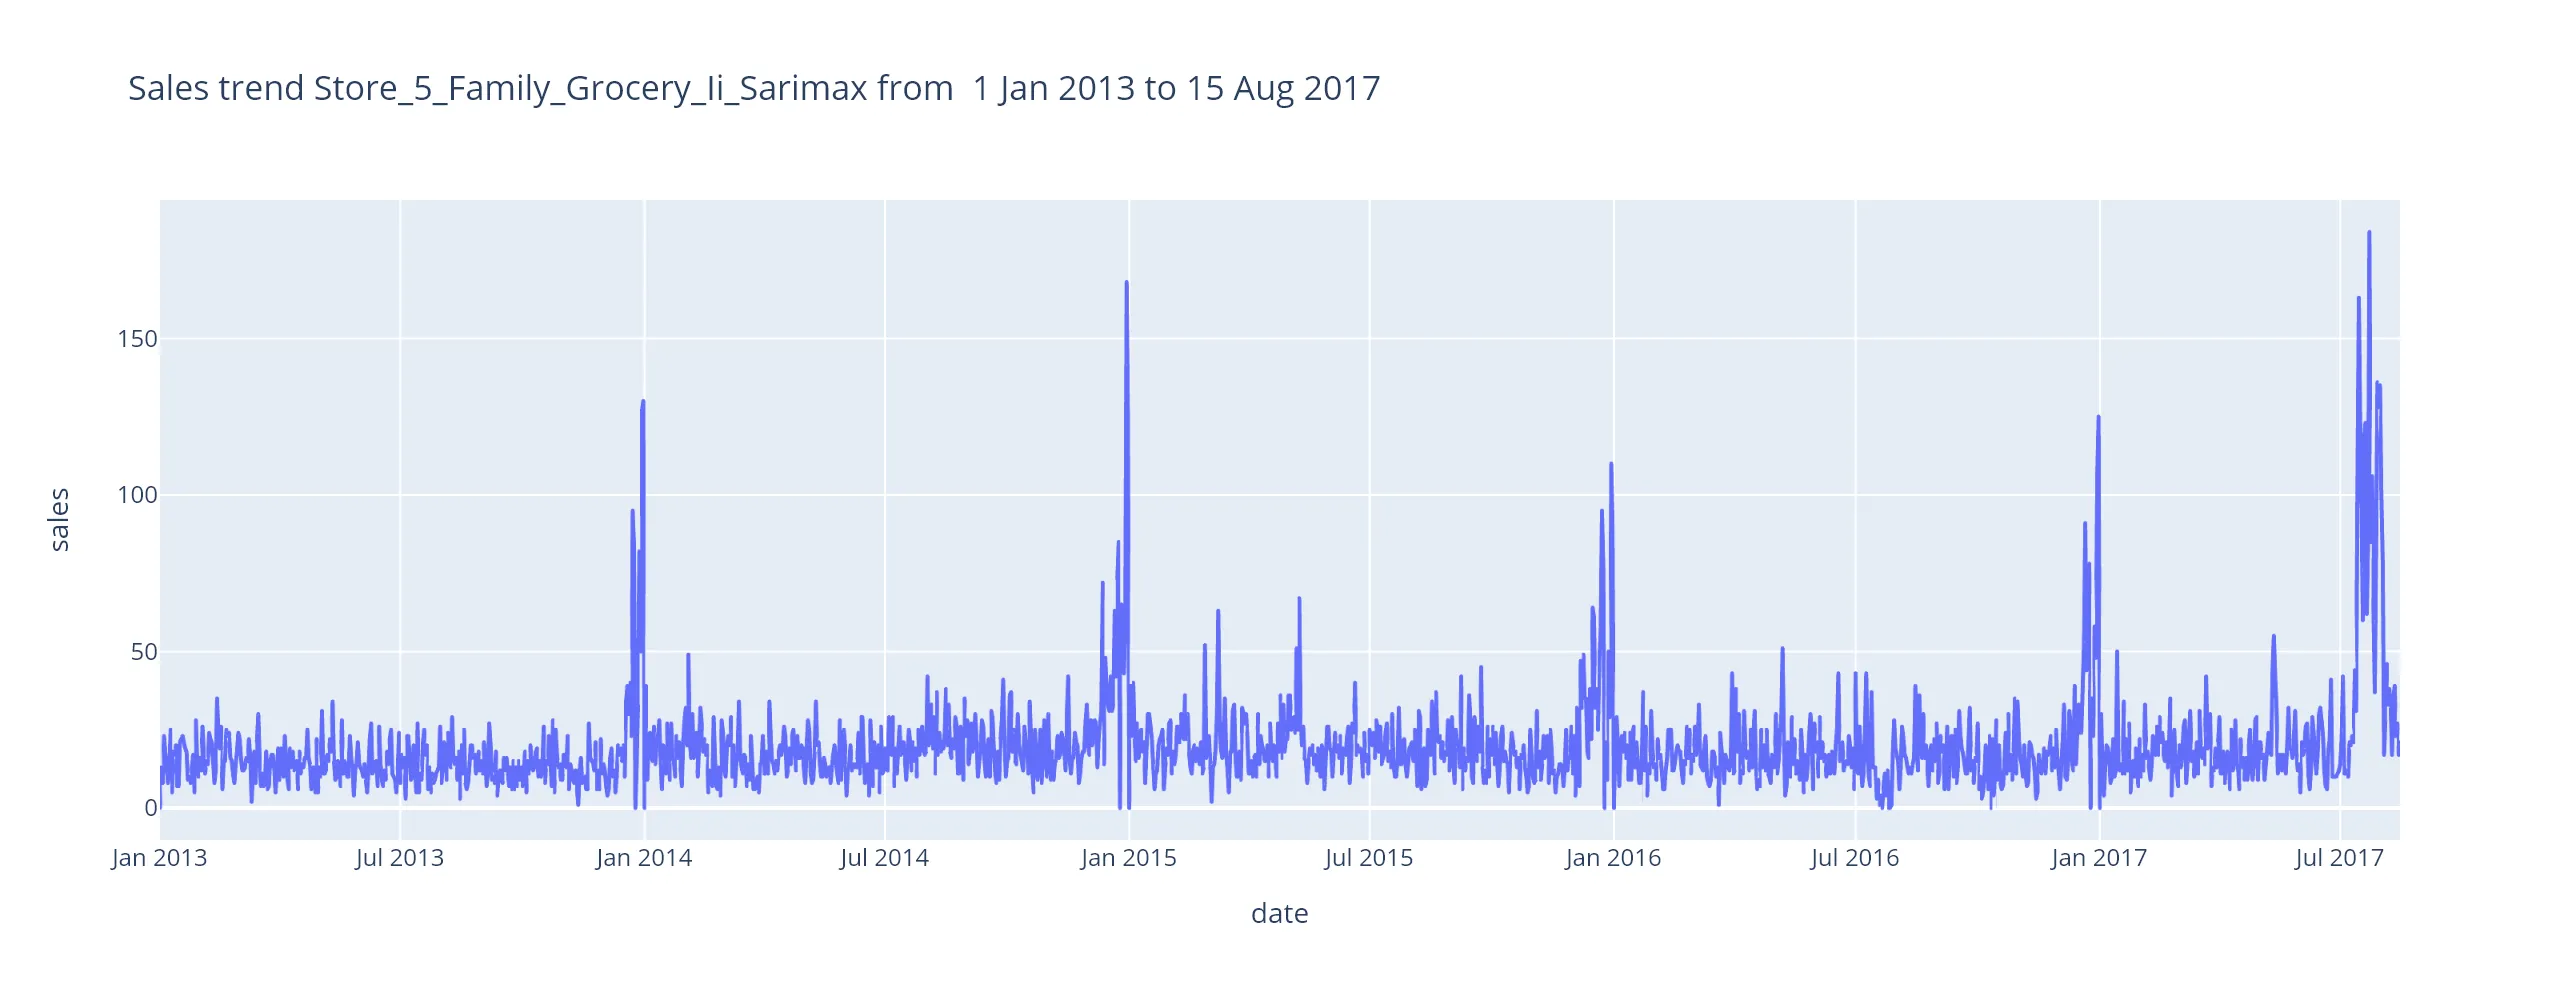 Sales trend Store_5_Family_Grocery_Ii_Sarimax from  1 Jan 2013 to 15 Aug 2017
150
100
50
0
sales
Jan 2013 Jul 2013 Jan 2014 Jul 2014 Jan 2015 Jul 2015 Jan 2016 Jul 2016 Jan 2017 Jul 2017
date